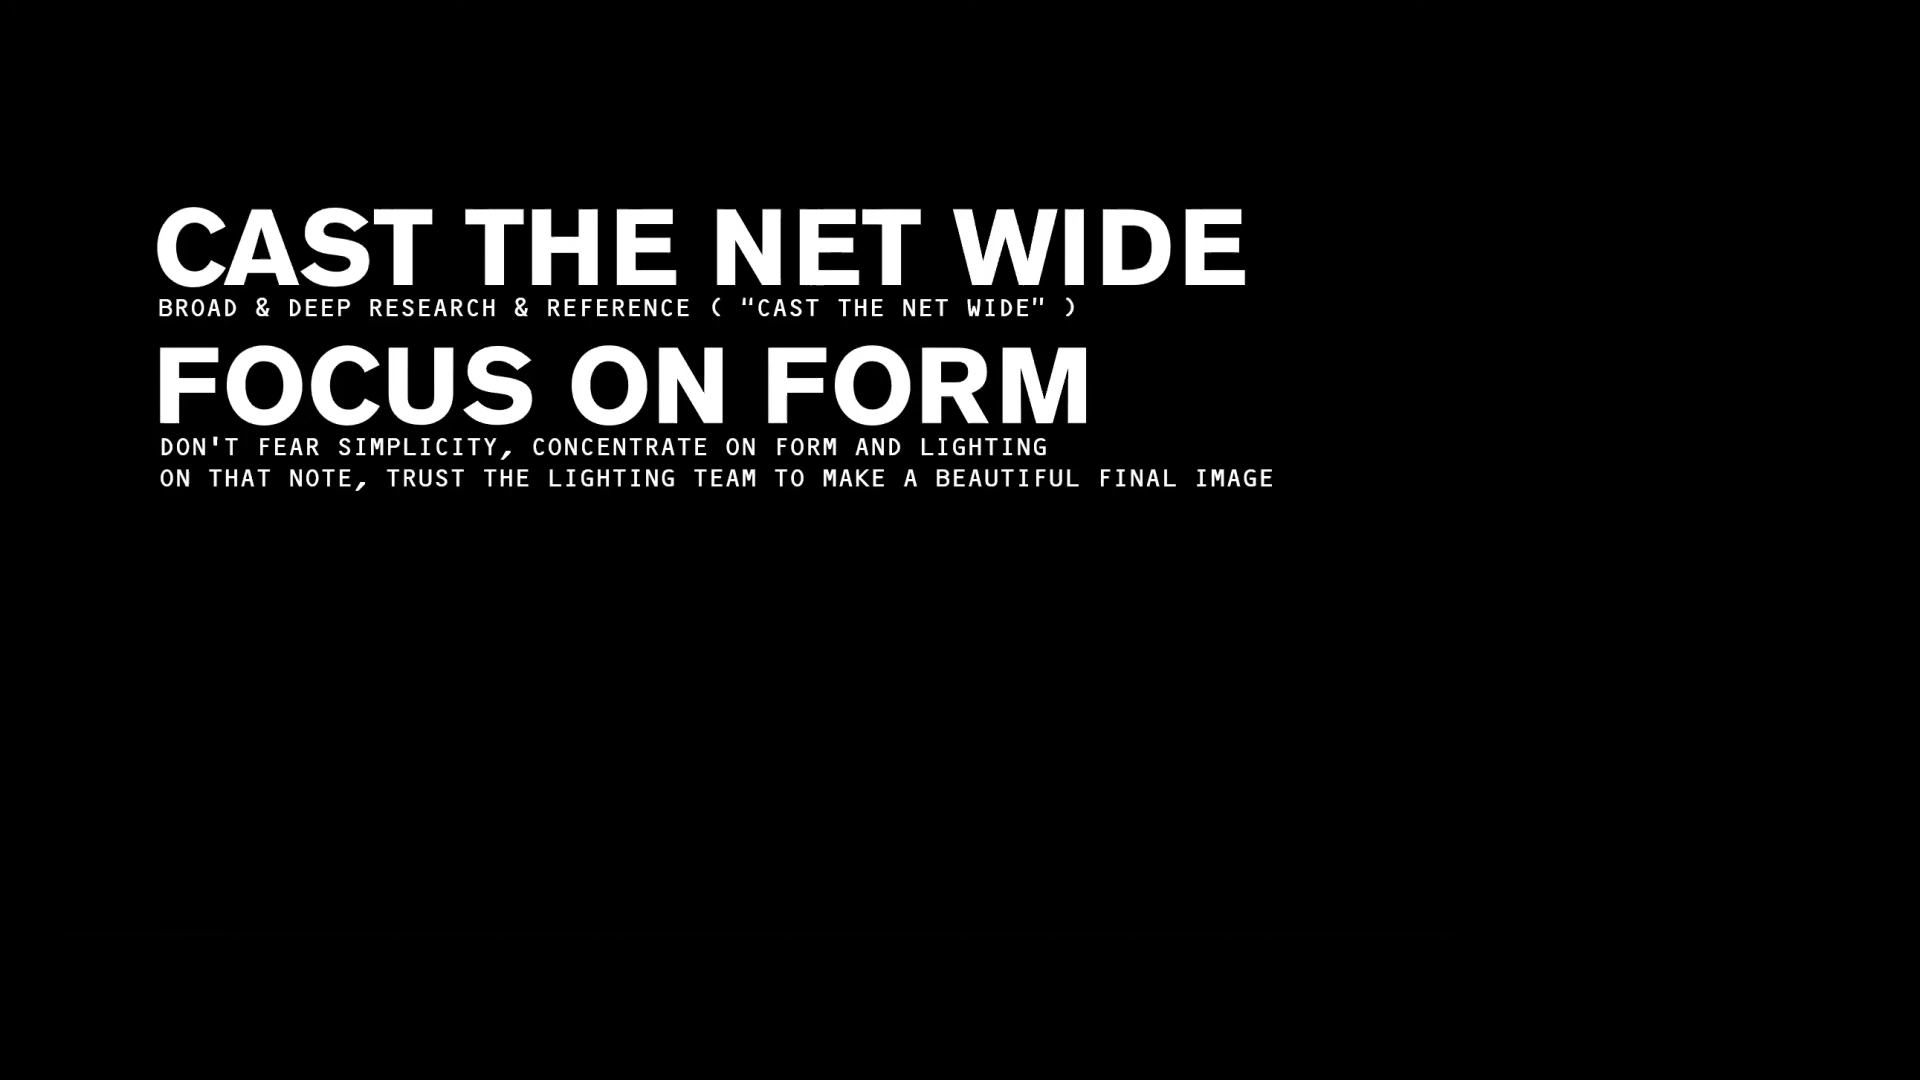 CAST THE NET WIDE
BROAD & DEEP RESEARCH & REFERENCE ( “CAST THE NET WIDE” )
FOCUS ON FORM
DON'T FEAR SIMPLICITY, CONCENTRATE ON FORM AND LIGHTING
ON THAT NOTE, TRUST THE LIGHTING TEAM TO MAKE A BEAUTIFUL FINAL IMAGE